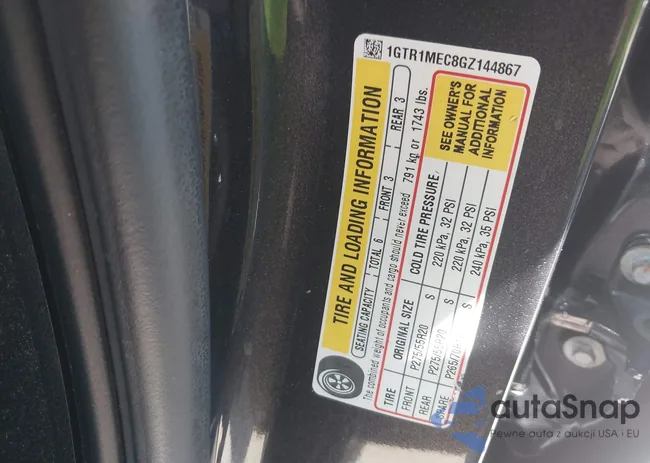 1GTR1MEC8GZ144867
TIRE AND LOADING INFORMATION
SEATING CAPACITY TOTAL 6 FRONT 3 REAR 3
The combined weight of occupants and cargo should never exceed 791 kg or 1743 lbs.
TIRE ORIGINAL SIZE COLD TIRE PRESSURE
FRONT P275/55R20 S 220 kPa, 32 PSI
REAR P275/55R20 S 220 kPa, 32 PSI
SPARE S 240 kPa, 35 PSI
SEE OWNER'S
MANUAL FOR
ADDITIONAL
INFORMATION
autaSnap
Pewne auta z aukcji USA i EU